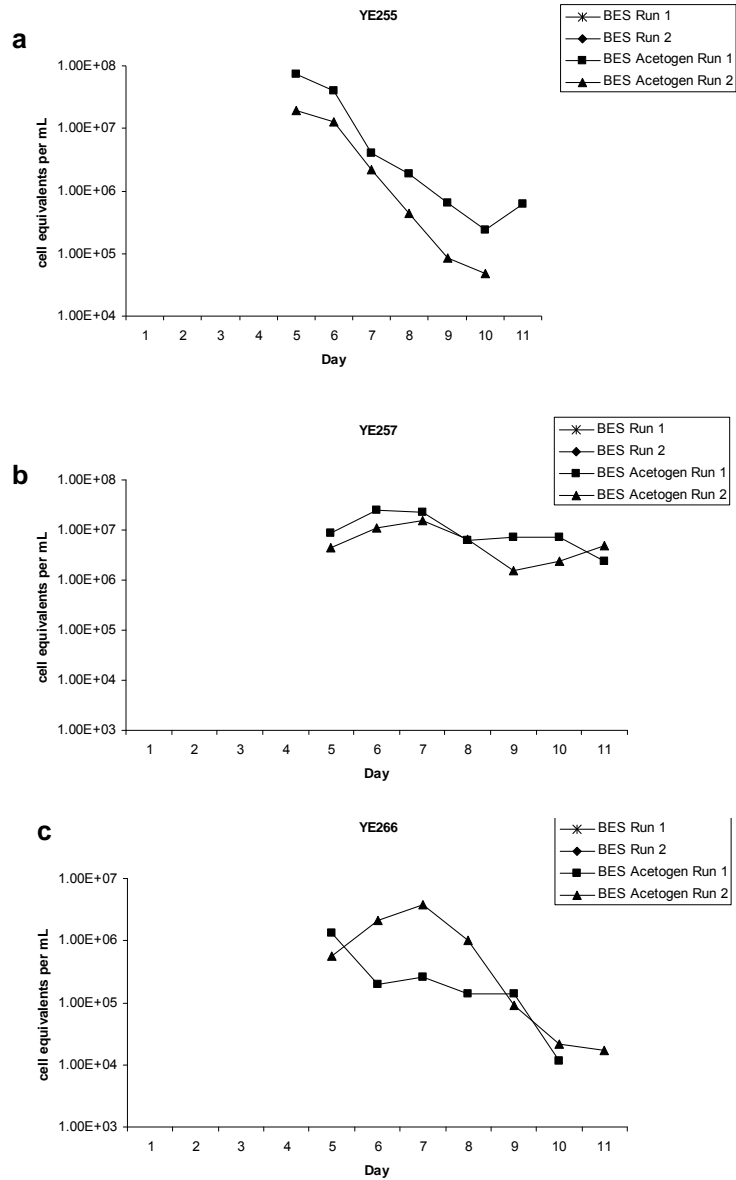 a
YE255
BES Run 1
BES Run 2
BES Acetogen Run 1
BES Acetogen Run 2
1.00E+08
1.00E+07
1.00E+06
1.00E+05
1.00E+04
cell equivalents per mL
1 2 3 4 5 6 7 8 9 10 11
Day
b
YE257
BES Run 1
BES Run 2
BES Acetogen Run 1
BES Acetogen Run 2
1.00E+08
1.00E+07
1.00E+06
1.00E+05
1.00E+04
1.00E+03
cell equivalents per mL
1 2 3 4 5 6 7 8 9 10 11
Day
c
YE266
BES Run 1
BES Run 2
BES Acetogen Run 1
BES Acetogen Run 2
1.00E+07
1.00E+06
1.00E+05
1.00E+04
1.00E+03
cell equivalents per mL
1 2 3 4 5 6 7 8 9 10 11
Day